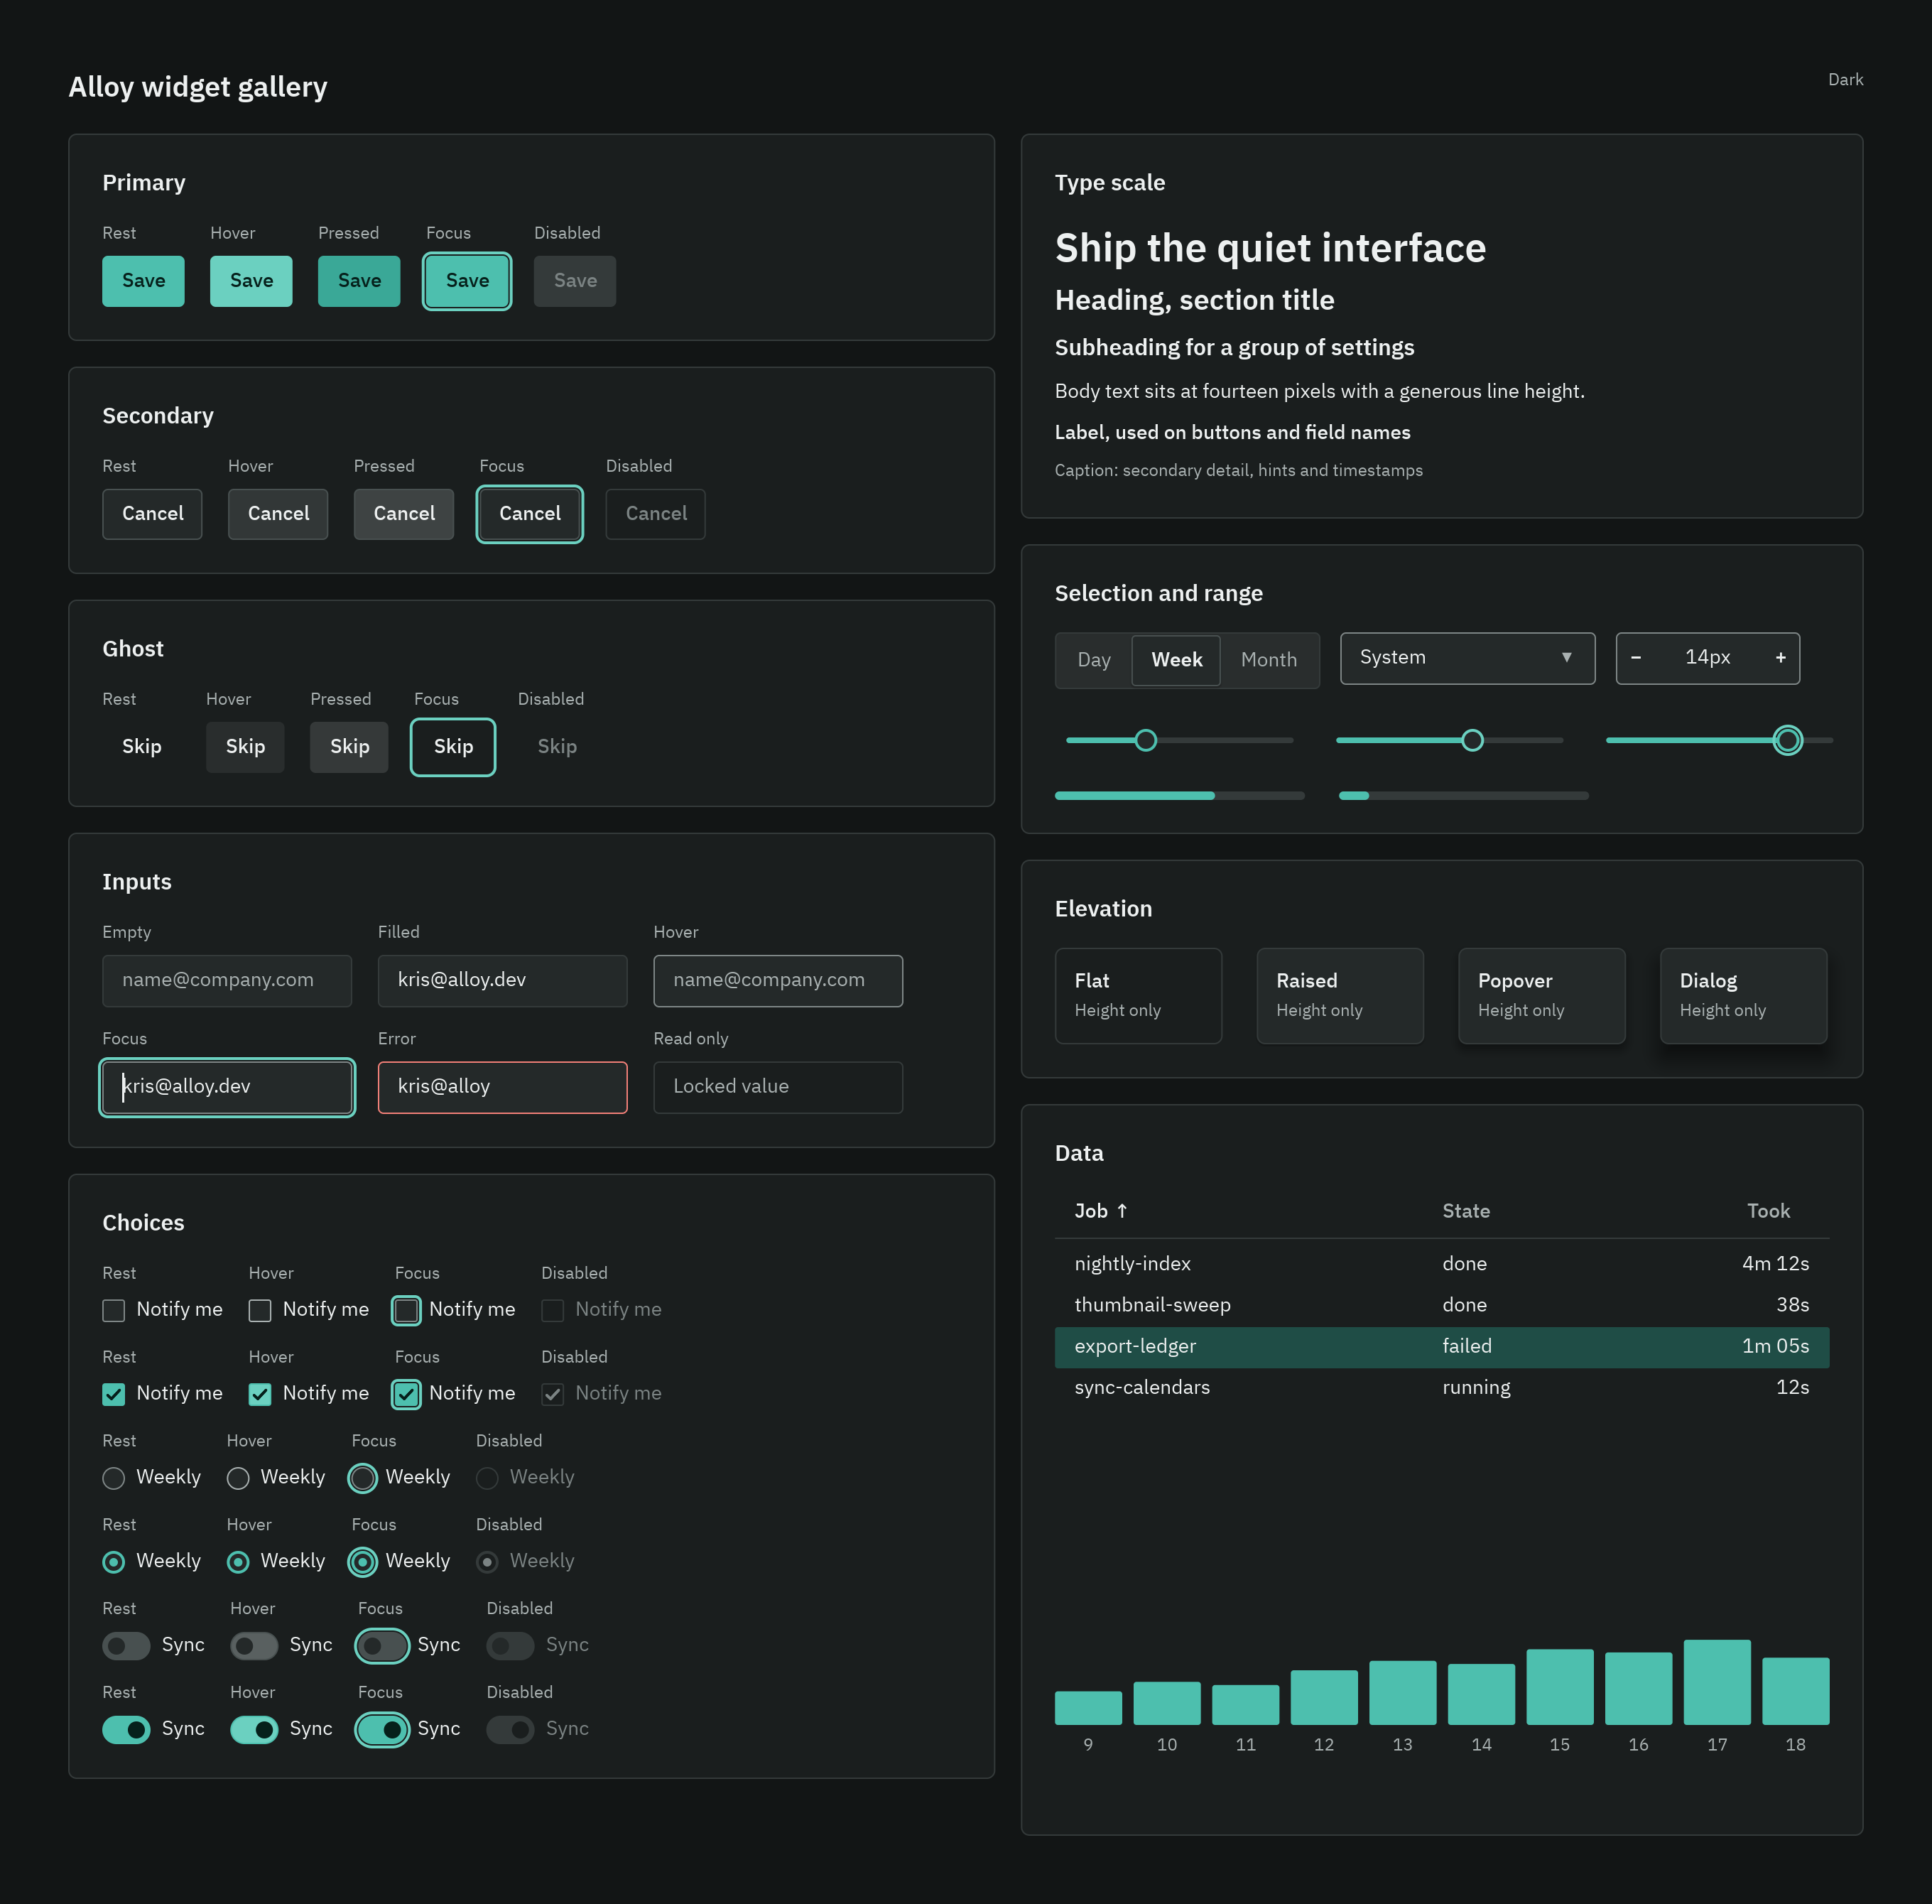 Alloy widget gallery
Dark
Primary
Rest Hover Pressed Focus Disabled
Save Save Save Save Save
Secondary
Rest Hover Pressed Focus Disabled
Cancel Cancel Cancel Cancel Cancel
Ghost
Rest Hover Pressed Focus Disabled
Skip Skip Skip Skip Skip
Inputs
Empty Filled Hover
name@company.com kris@alloy.dev name@company.com
Focus Error Read only
kris@alloy.dev kris@alloy Locked value
Choices
Rest Hover Focus Disabled
Notify me Notify me Notify me Notify me
Rest Hover Focus Disabled
Notify me Notify me Notify me Notify me
Rest Hover Focus Disabled
Weekly Weekly Weekly Weekly
Rest Hover Focus Disabled
Weekly Weekly Weekly Weekly
Rest Hover Focus Disabled
Sync Sync Sync Sync
Rest Hover Focus Disabled
Sync Sync Sync Sync
Type scale
Ship the quiet interface
Heading, section title
Subheading for a group of settings
Body text sits at fourteen pixels with a generous line height.
Label, used on buttons and field names
Caption: secondary detail, hints and timestamps
Selection and range
Day Week Month System ▼ − 14px +
Elevation
Flat Raised Popover Dialog
Height only Height only Height only Height only
Data
Job ↑ State Took
nightly-index done 4m 12s
thumbnail-sweep done 38s
export-ledger failed 1m 05s
sync-calendars running 12s
9 10 11 12 13 14 15 16 17 18